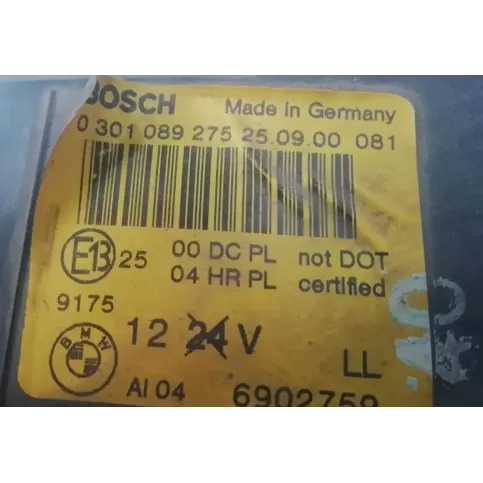 BOSCH Made in Germany
0 301 089 275 25.09.00 081
E13 25 00 DC PL not DOT
04 HR PL certified
9175
BMW 12 24 V LL
AI 04 6902759